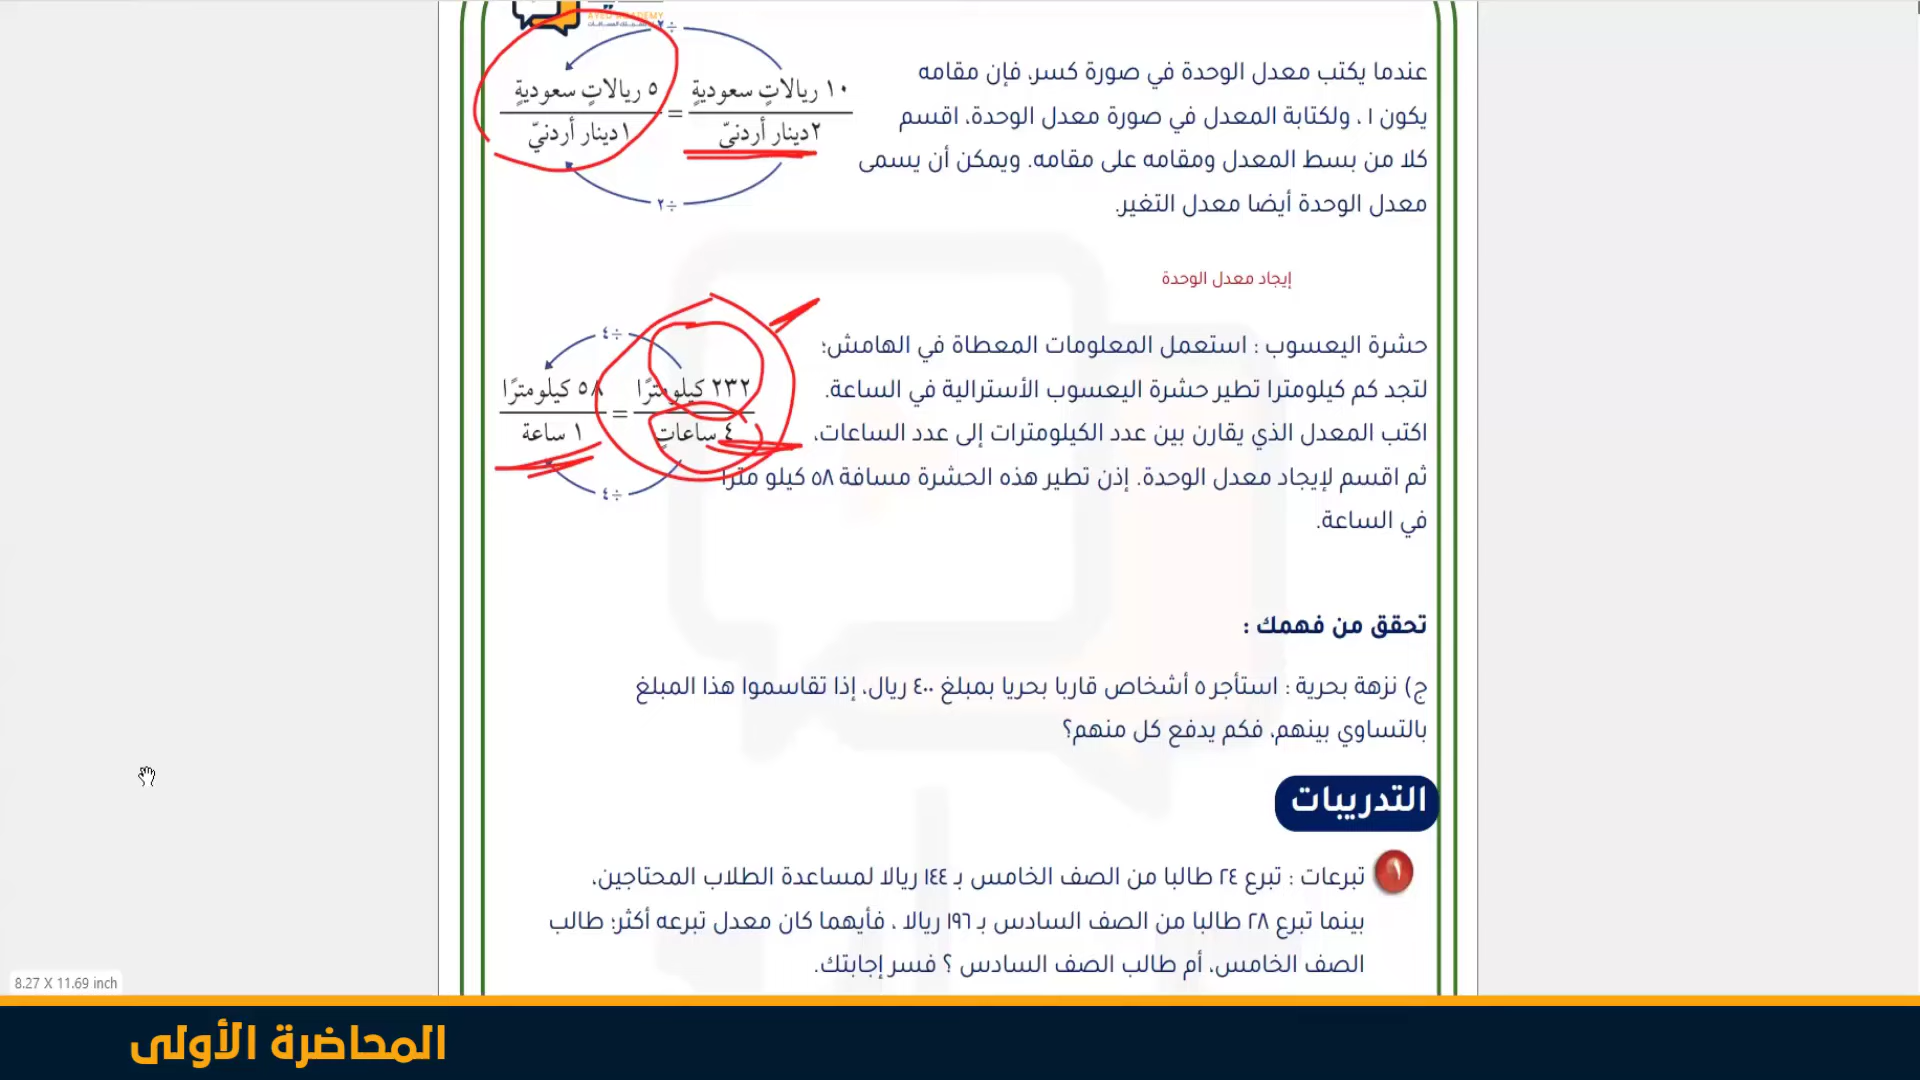 AYED ACADEMY
عندما يكتب معدل الوحدة في صورة كسر، فإن مقامه
يكون ١ ، ولكتابة المعدل في صورة معدل الوحدة، اقسم
كلا من بسط المعدل ومقامه على مقامه. ويمكن أن يسمى
معدل الوحدة أيضا معدل التغير.
÷٢
١٠ ريالاتٍ سعوديةٍ = ٥ ريالاتٍ سعوديةٍ
٢ دينار أردنيّ ١ دينار أردنيّ
÷٢
إيجاد معدل الوحدة
حشرة اليعسوب : استعمل المعلومات المعطاة في الهامش؛
لتجد كم كيلومترا تطير حشرة اليعسوب الأسترالية في الساعة.
اكتب المعدل الذي يقارن بين عدد الكيلومترات إلى عدد الساعات،
ثم اقسم لإيجاد معدل الوحدة. إذن تطير هذه الحشرة مسافة ٥٨ كيلو مترا
في الساعة.
÷٤
٢٣٢ كيلومترًا = ٥٨ كيلومترًا
٤ ساعاتٍ ١ ساعة
÷٤
تحقق من فهمك :
ج) نزهة بحرية : استأجر ٥ أشخاص قاربا بحريا بمبلغ ٤٠٠ ريال، إذا تقاسموا هذا المبلغ
بالتساوي بينهم، فكم يدفع كل منهم؟
التدريبات
١ تبرعات : تبرع ٢٤ طالبا من الصف الخامس بـ ١٤٤ ريالا لمساعدة الطلاب المحتاجين،
بينما تبرع ٢٨ طالبا من الصف السادس بـ ١٩٦ ريالا ، فأيهما كان معدل تبرعه أكثر؛ طالب
الصف الخامس، أم طالب الصف السادس ؟ فسر إجابتك.
8.27 X 11.69 inch
المحاضرة الأولى